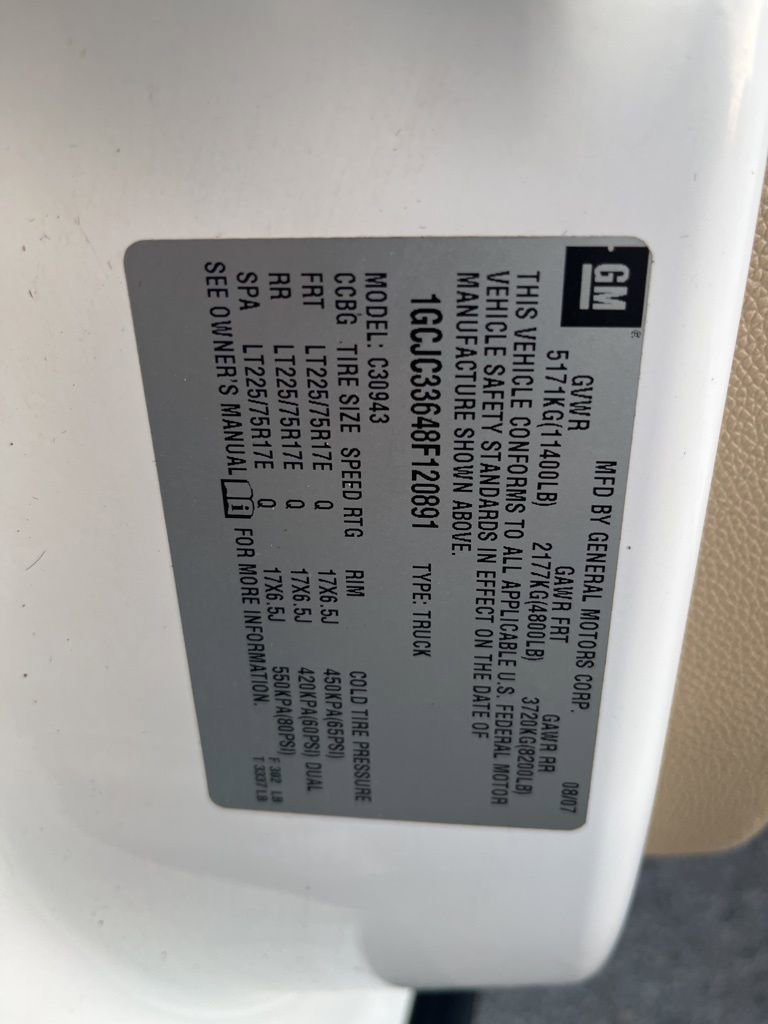 GM ®
MFD BY GENERAL MOTORS CORP. 08/07
GVWR GAWR FRT GAWR RR
5171KG(11400LB) 2177KG(4800LB) 3720KG(8200LB)
THIS VEHICLE CONFORMS TO ALL APPLICABLE U.S. FEDERAL MOTOR
VEHICLE SAFETY STANDARDS IN EFFECT ON THE DATE OF
MANUFACTURE SHOWN ABOVE.
1GCJC33648F120891 TYPE: TRUCK
MODEL: C30943
CCBG TIRE SIZE SPEED RTG RIM COLD TIRE PRESSURE
FRT LT225/75R17E Q 17X6.5J 450KPA(65PSI)
RR LT225/75R17E Q 17X6.5J 420KPA(60PSI) DUAL
SPA LT225/75R17E Q 17X6.5J 550KPA(80PSI) F:382 LB
SEE OWNER'S MANUAL FOR MORE INFORMATION. T:3337 LB